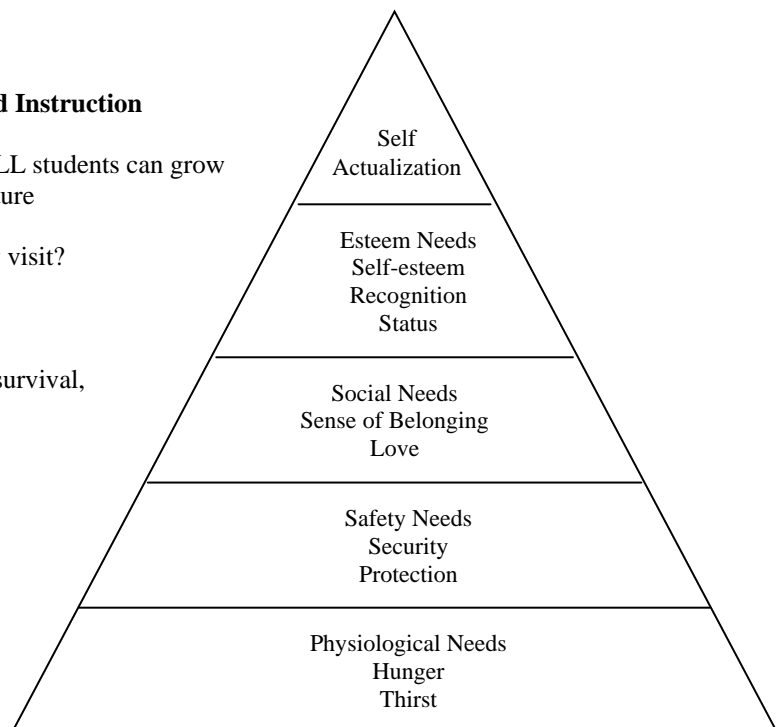 d Instruction
LL students can grow
ture
visit?
survival,
Self
Actualization
Esteem Needs
Self-esteem
Recognition
Status
Social Needs
Sense of Belonging
Love
Safety Needs
Security
Protection
Physiological Needs
Hunger
Thirst